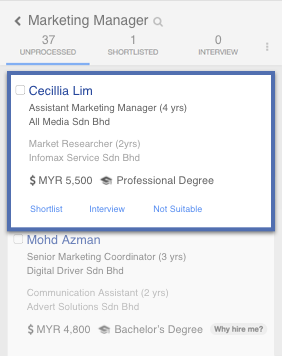 Marketing Manager
37 1 0
UNPROCESSED SHORTLISTED INTERVIEW
Cecillia Lim
Assistant Marketing Manager (4 yrs)
All Media Sdn Bhd
Market Researcher (2yrs)
Infomax Service Sdn Bhd
$ MYR 5,500 Professional Degree
Shortlist Interview Not Suitable
Mohd Azman
Senior Marketing Coordinator (3 yrs)
Digital Driver Sdn Bhd
Communication Assistant (2 yrs)
Advert Solutions Sdn Bhd
$ MYR 4,800 Bachelor's Degree Why hire me?